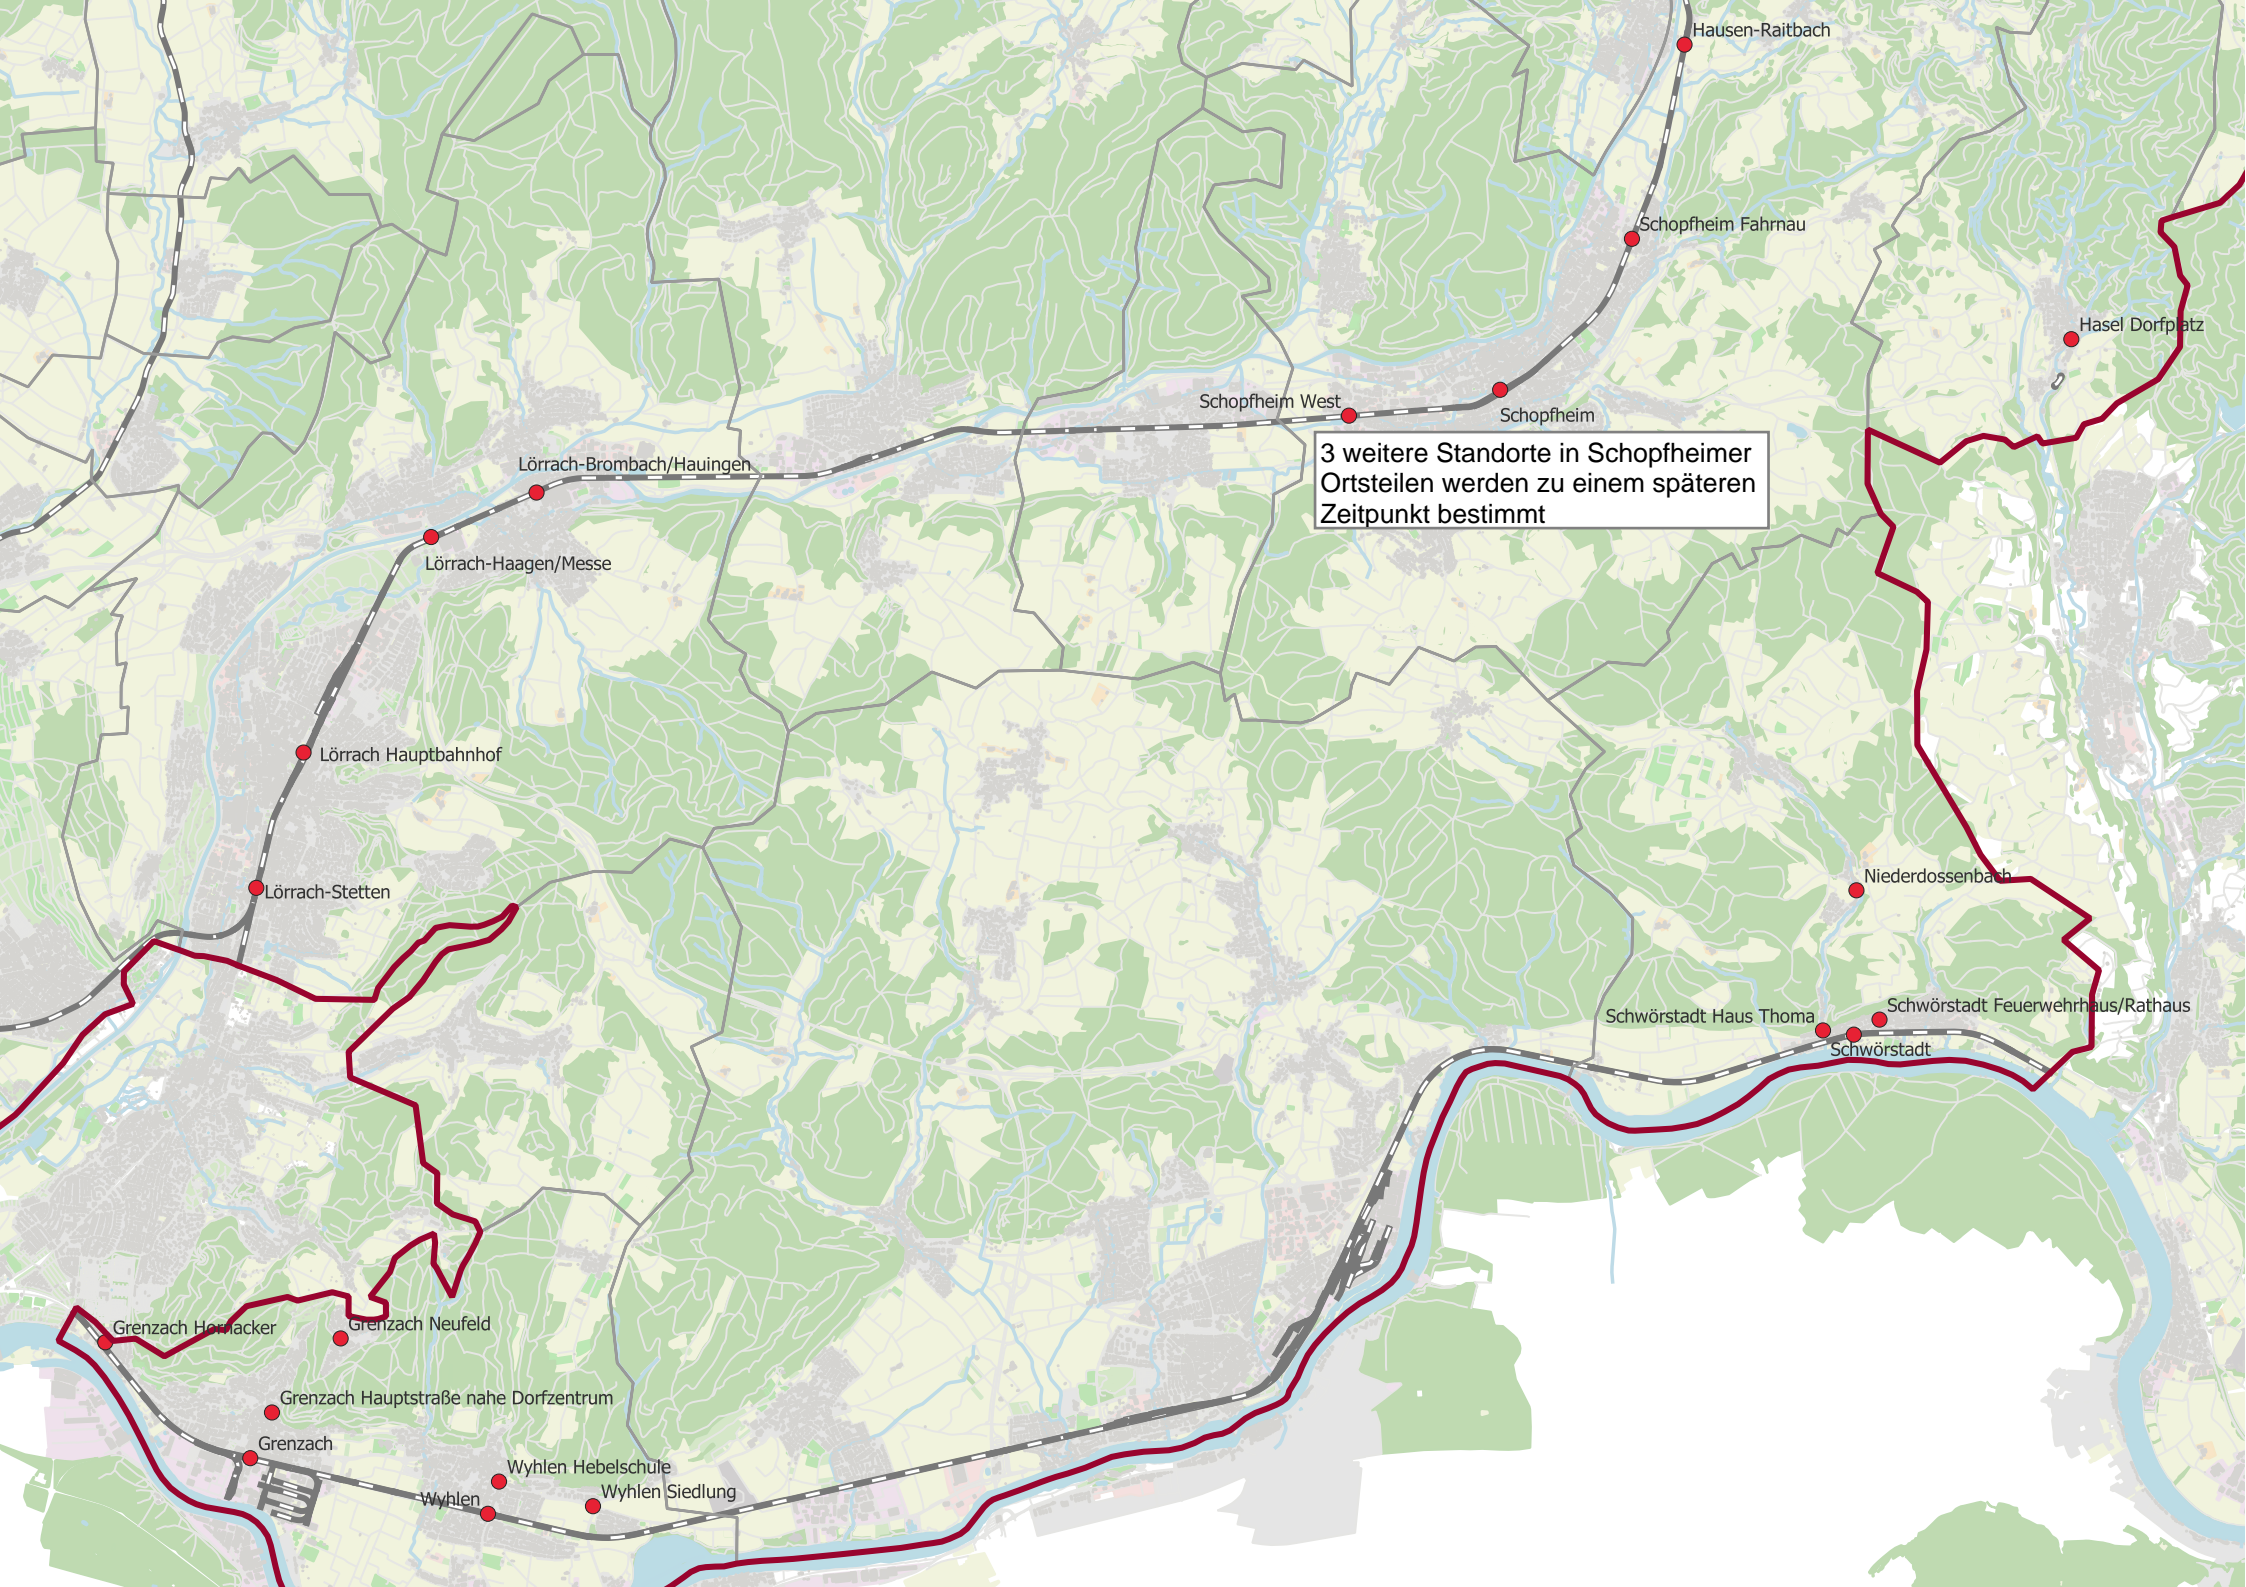 Hausen-Raitbach
Schopfheim Fahrnau
Hasel Dorfplatz
Schopfheim West
Schopfheim
3 weitere Standorte in Schopfheimer
Ortsteilen werden zu einem späteren
Zeitpunkt bestimmt
Lörrach-Brombach/Hauingen
Lörrach-Haagen/Messe
Lörrach Hauptbahnhof
Lörrach-Stetten
Niederdossenbach
Schwörstadt Feuerwehrhaus/Rathaus
Schwörstadt Haus Thoma
Schwörstadt
Grenzach Hornacker
Grenzach Neufeld
Grenzach Hauptstraße nahe Dorfzentrum
Grenzach
Wyhlen Hebelschule
Wyhlen Siedlung
Wyhlen